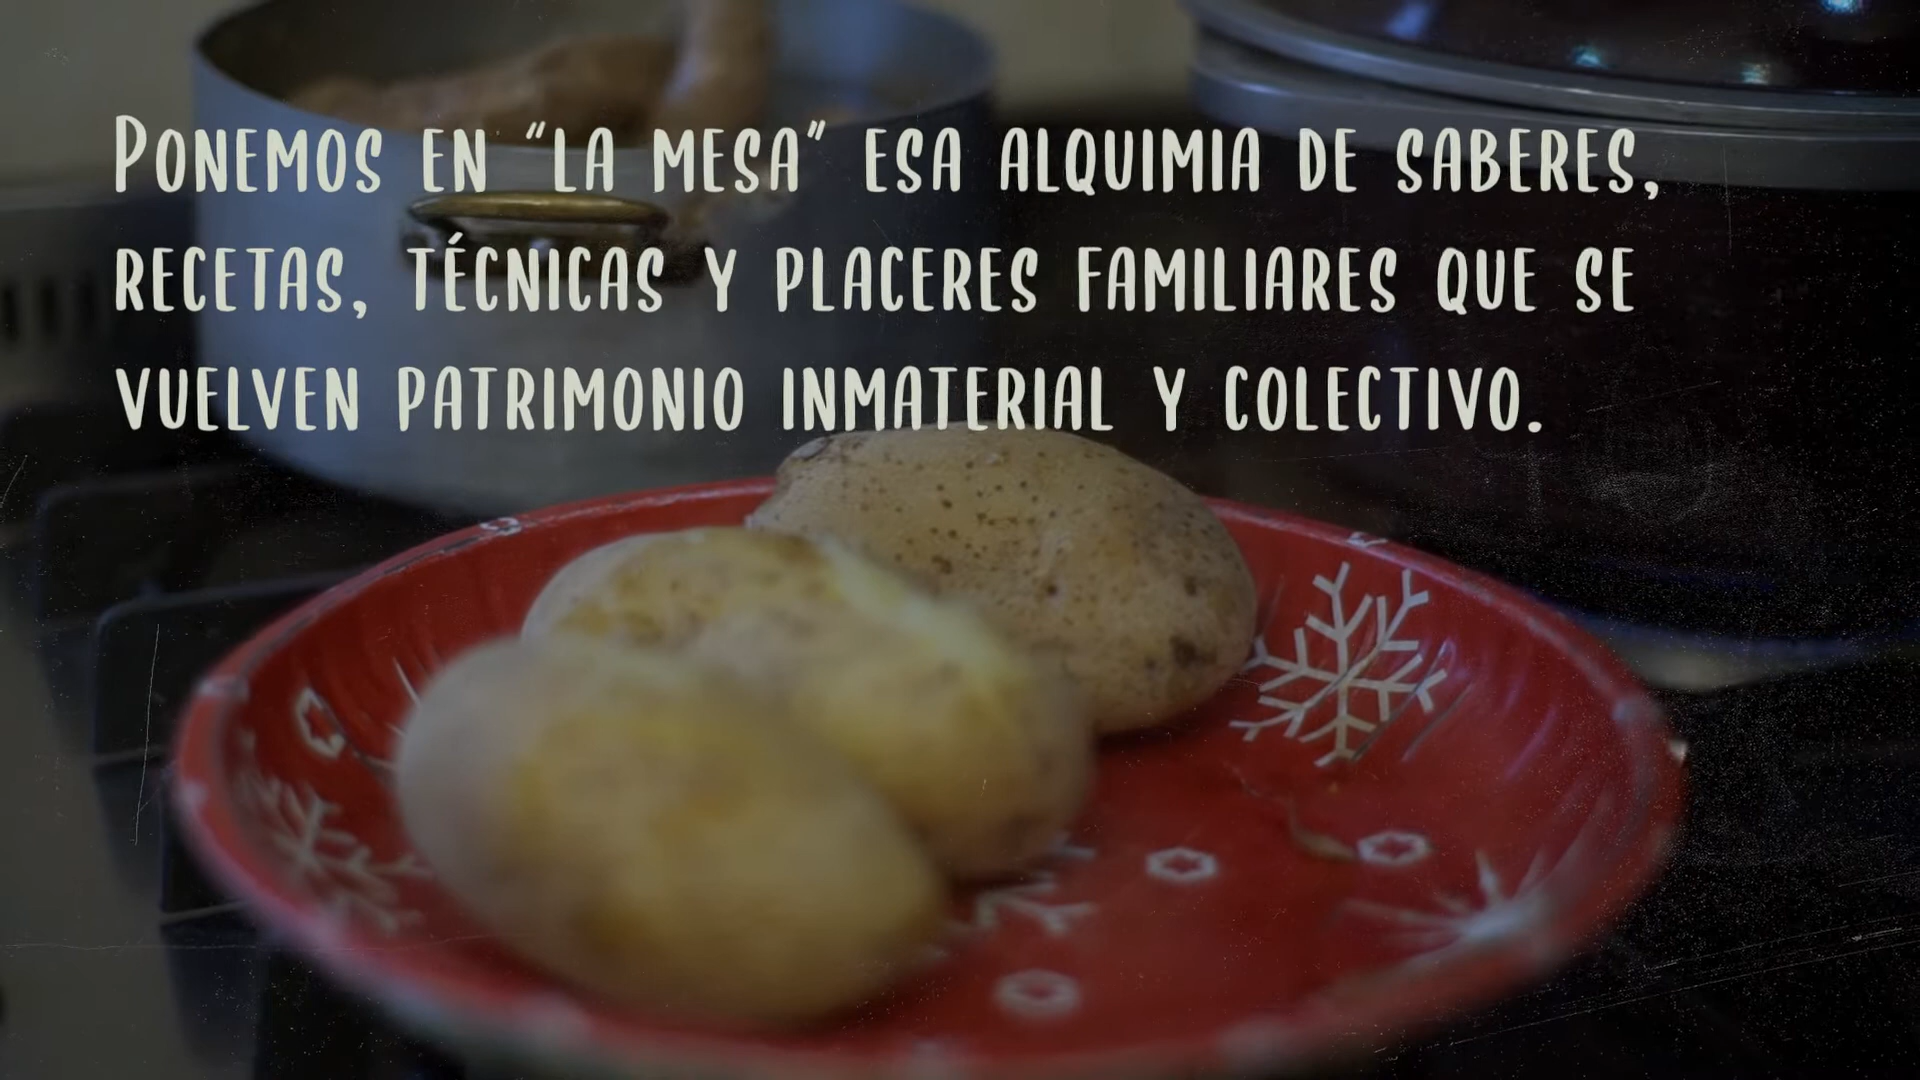 Ponemos en “la mesa” esa alquimia de saberes,
recetas, técnicas y placeres familiares que se
vuelven patrimonio inmaterial y colectivo.